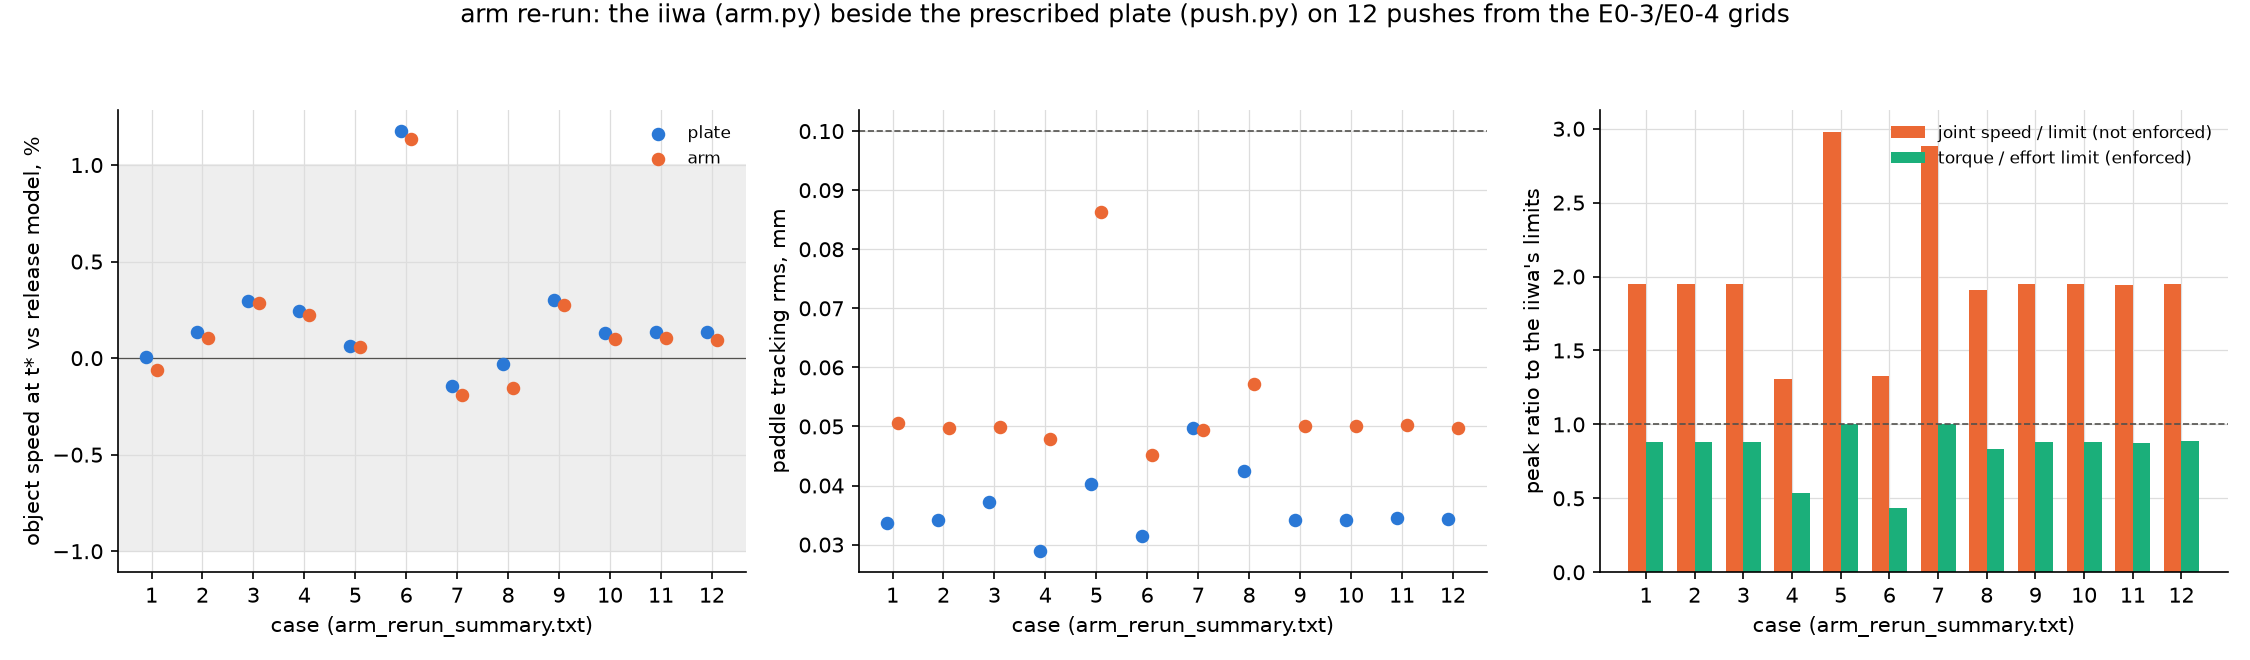 arm re-run: the iiwa (arm.py) beside the prescribed plate (push.py) on 12 pushes from the E0-3/E0-4 grids
object speed at t* vs release model, %
1.0
0.5
0.0
−0.5
−1.0
plate
arm
1 2 3 4 5 6 7 8 9 10 11 12
case (arm_rerun_summary.txt)
paddle tracking rms, mm
0.10
0.09
0.08
0.07
0.06
0.05
0.04
0.03
1 2 3 4 5 6 7 8 9 10 11 12
case (arm_rerun_summary.txt)
peak ratio to the iiwa's limits
3.0
2.5
2.0
1.5
1.0
0.5
0.0
joint speed / limit (not enforced)
torque / effort limit (enforced)
1 2 3 4 5 6 7 8 9 10 11 12
case (arm_rerun_summary.txt)